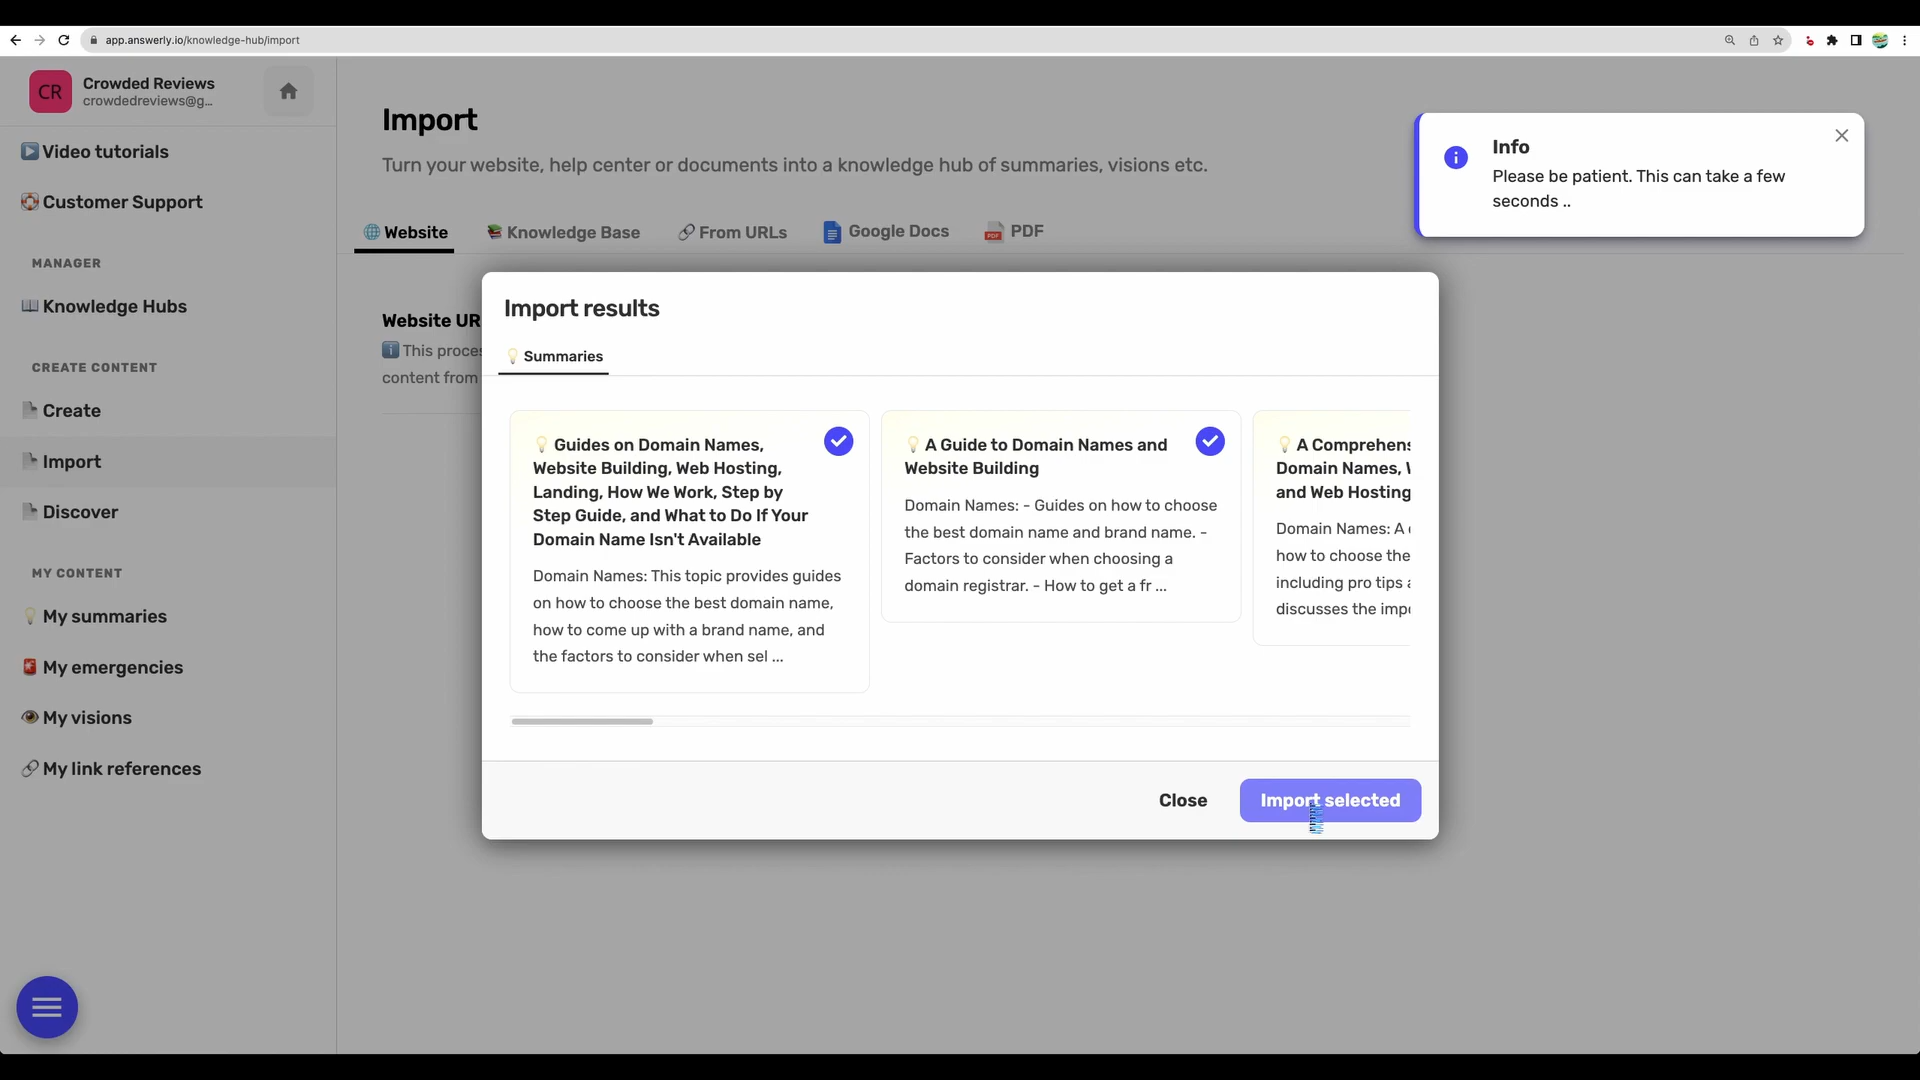 app.answerly.io/knowledge-hub/import
CR
Crowded Reviews
crowdedreviews@g...
Video tutorials
Customer Support
MANAGER
Knowledge Hubs
CREATE CONTENT
Create
Import
Discover
MY CONTENT
My summaries
My emergencies
My visions
My link references
Import
Turn your website, help center or documents into a knowledge hub of summaries, visions etc.
Website
Knowledge Base
From URLs
Google Docs
PDF
PDF
Website UR
This proces
content from
Info
Please be patient. This can take a few
seconds ..
Import results
Summaries
Guides on Domain Names,
Website Building, Web Hosting,
Landing, How We Work, Step by
Step Guide, and What to Do If Your
Domain Name Isn't Available
Domain Names: This topic provides guides
on how to choose the best domain name,
how to come up with a brand name, and
the factors to consider when sel ...
A Guide to Domain Names and
Website Building
Domain Names: - Guides on how to choose
the best domain name and brand name. -
Factors to consider when choosing a
domain registrar. - How to get a fr ...
A Comprehens
Domain Names, W
and Web Hosting
Domain Names: A
how to choose the
including pro tips a
discusses the impo
Close
Import selected